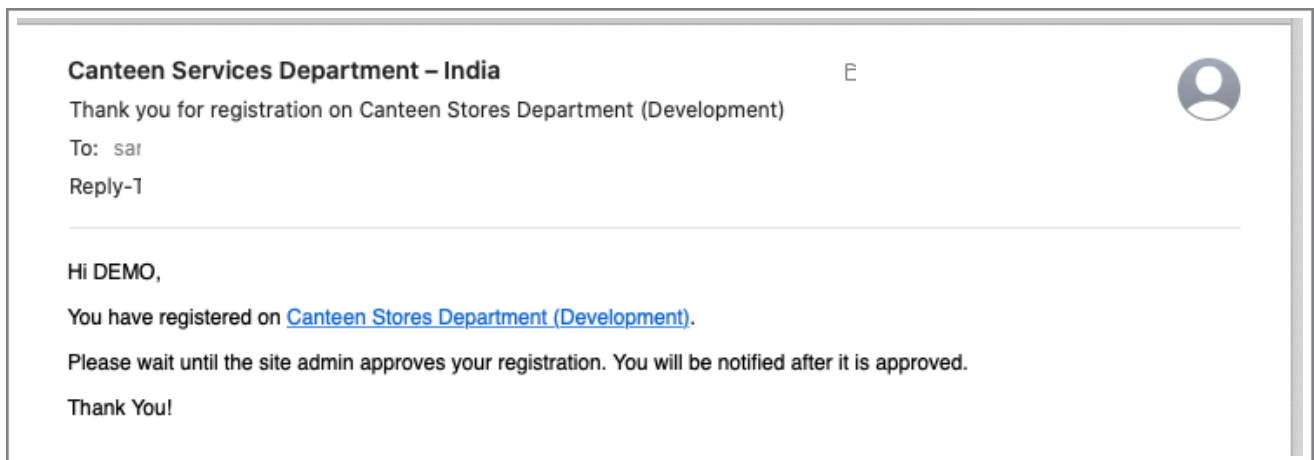 Canteen Services Department – India
Thank you for registration on Canteen Stores Department (Development)
To:
Hi DEMO,
You have registered on Canteen Stores Department (Development).
Please wait until the site admin approves your registration. You will be notified after it is approved.
Thank You!